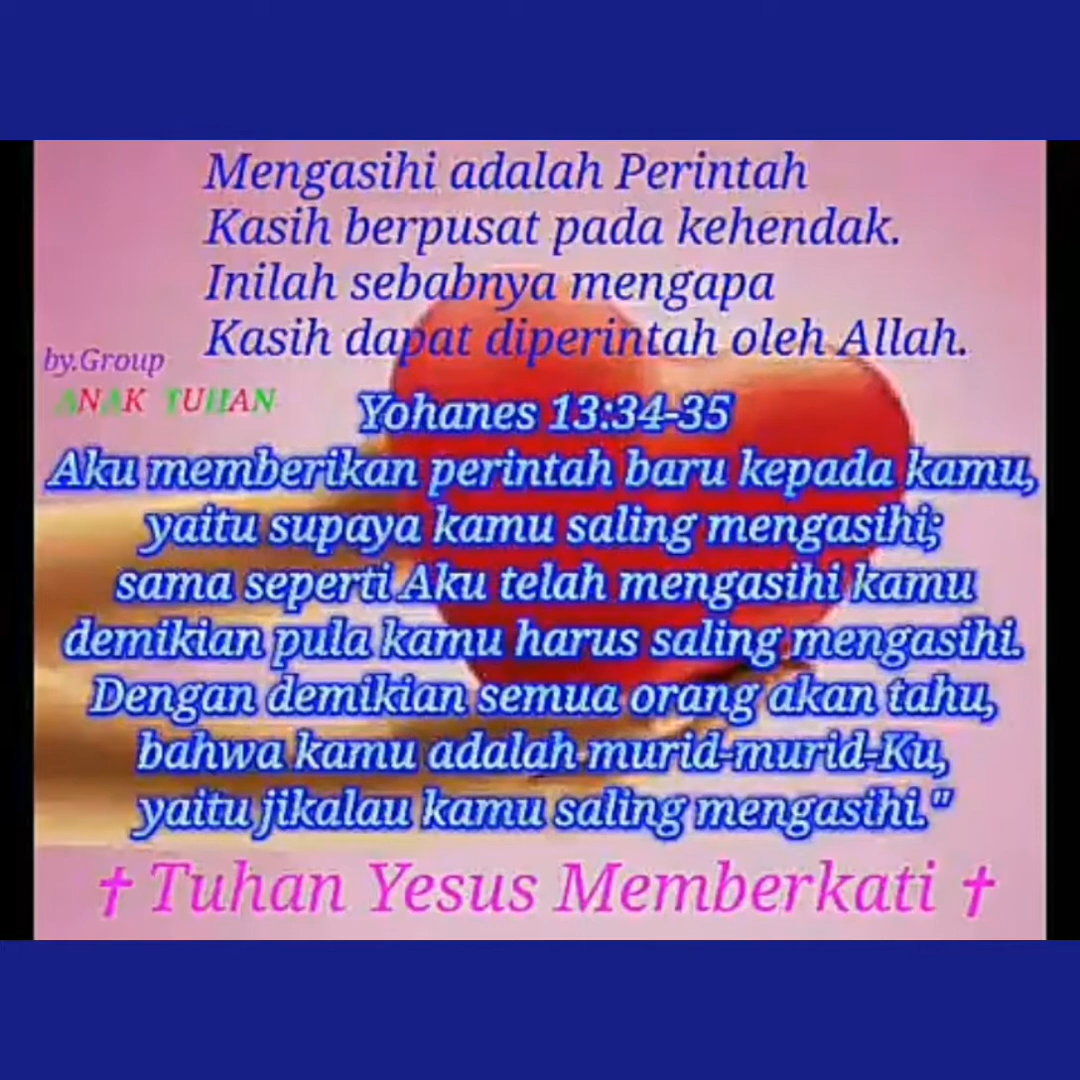 Mengasihi adalah Perintah
Kasih berpusat pada kehendak.
Inilah sebabnya mengapa
Kasih dapat diperintah oleh Allah.
by.Group
ANAK TUHAN
Yohanes 13:34-35
Aku memberikan perintah baru kepada kamu,
yaitu supaya kamu saling mengasihi;
sama seperti Aku telah mengasihi kamu
demikian pula kamu harus saling mengasihi.
Dengan demikian semua orang akan tahu,
bahwa kamu adalah murid-murid-Ku,
yaitu jikalau kamu saling mengasihi."
✝ Tuhan Yesus Memberkati ✝